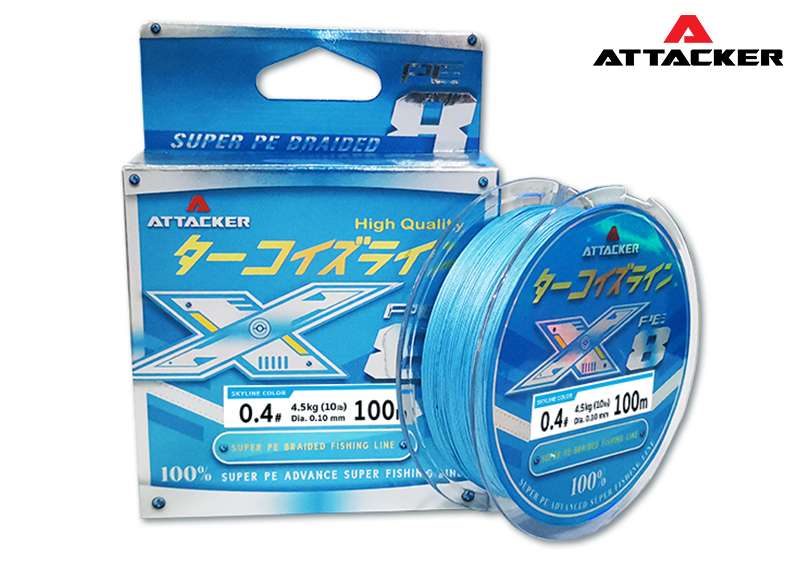 ATTACKER
PE
8
SUPER PE BRAIDED
ATTACKER
High Quality
ターコイズライン
X
PE
8
SKYLINE COLOR
0.4# 4.5kg (10lb) 100m
Dia. 0.10 mm
SUPER PE BRAIDED FISHING LINE
100% SUPER PE ADVANCE SUPER FISHING LINE
ATTACKER
ターコイズライン
X
PE
8
SKYLINE COLOR
0.4# 4.5kg (10lb) 100m
Dia. 0.10 mm
SUPER PE BRAIDED FISHING LINE
100%
SUPER PE ADVANCED SUPER FISHING LINE